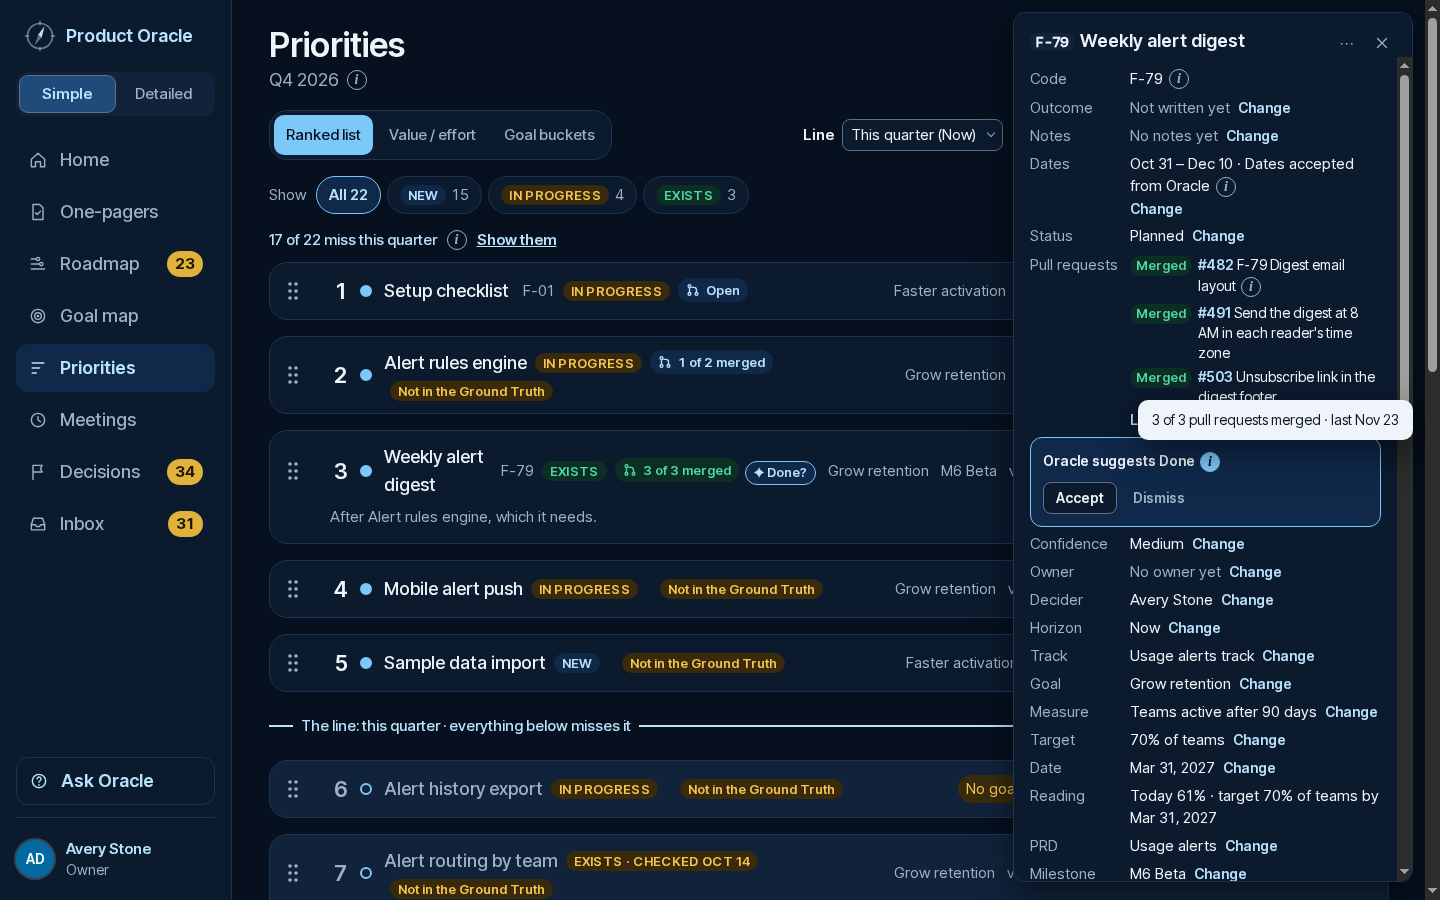 Product Oracle
Simple
Detailed
Home
One-pagers
Roadmap 23
Goal map
Priorities
Meetings
Decisions 34
Inbox 31
Ask Oracle
AD
Avery Stone
Owner
Priorities
Q4 2026 i
Ranked list
Value / effort
Goal buckets
Line This quarter (Now)
Show All 22 NEW 15 IN PROGRESS 4 EXISTS 3
17 of 22 miss this quarter i Show them
1 Setup checklist F-01 IN PROGRESS Open Faster activation
2 Alert rules engine IN PROGRESS 1 of 2 merged Grow retention
Not in the Ground Truth
3 Weekly alert digest F-79 EXISTS 3 of 3 merged Done? Grow retention M6 Beta
After Alert rules engine, which it needs.
4 Mobile alert push IN PROGRESS Not in the Ground Truth Grow retention
5 Sample data import NEW Not in the Ground Truth Faster activation
The line: this quarter · everything below misses it
6 Alert history export IN PROGRESS Not in the Ground Truth No goa
7 Alert routing by team EXISTS · CHECKED OCT 14 Grow retention
Not in the Ground Truth
F-79 Weekly alert digest
Code F-79 i
Outcome Not written yet Change
Notes No notes yet Change
Dates Oct 31 – Dec 10 · Dates accepted
from Oracle i
Change
Status Planned Change
Pull requests Merged #482 F-79 Digest email
layout i
Merged #491 Send the digest at 8
AM in each reader's time
zone
Merged #503 Unsubscribe link in the
digest footer
3 of 3 pull requests merged · last Nov 23
Oracle suggests Done i
Accept
Dismiss
Confidence Medium Change
Owner No owner yet Change
Decider Avery Stone Change
Horizon Now Change
Track Usage alerts track Change
Goal Grow retention Change
Measure Teams active after 90 days Change
Target 70% of teams Change
Date Mar 31, 2027 Change
Reading Today 61% · target 70% of teams by
Mar 31, 2027
PRD Usage alerts Change
Milestone M6 Beta Change